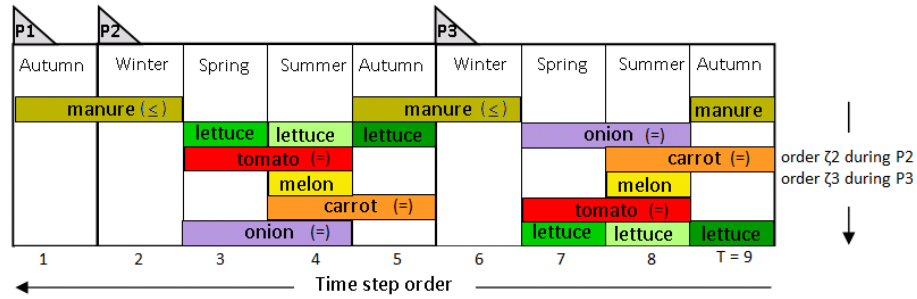 P1 P2 P3
Autumn Winter Spring Summer Autumn Winter Spring Summer Autumn
manure (≤) manure (≤) manure
lettuce lettuce lettuce onion (=)
tomato (=) carrot (=) order ζ2 during P2
melon melon order ζ3 during P3
carrot (=) tomato (=)
onion (=) lettuce lettuce lettuce
1 2 3 4 5 6 7 8 T = 9
Time step order